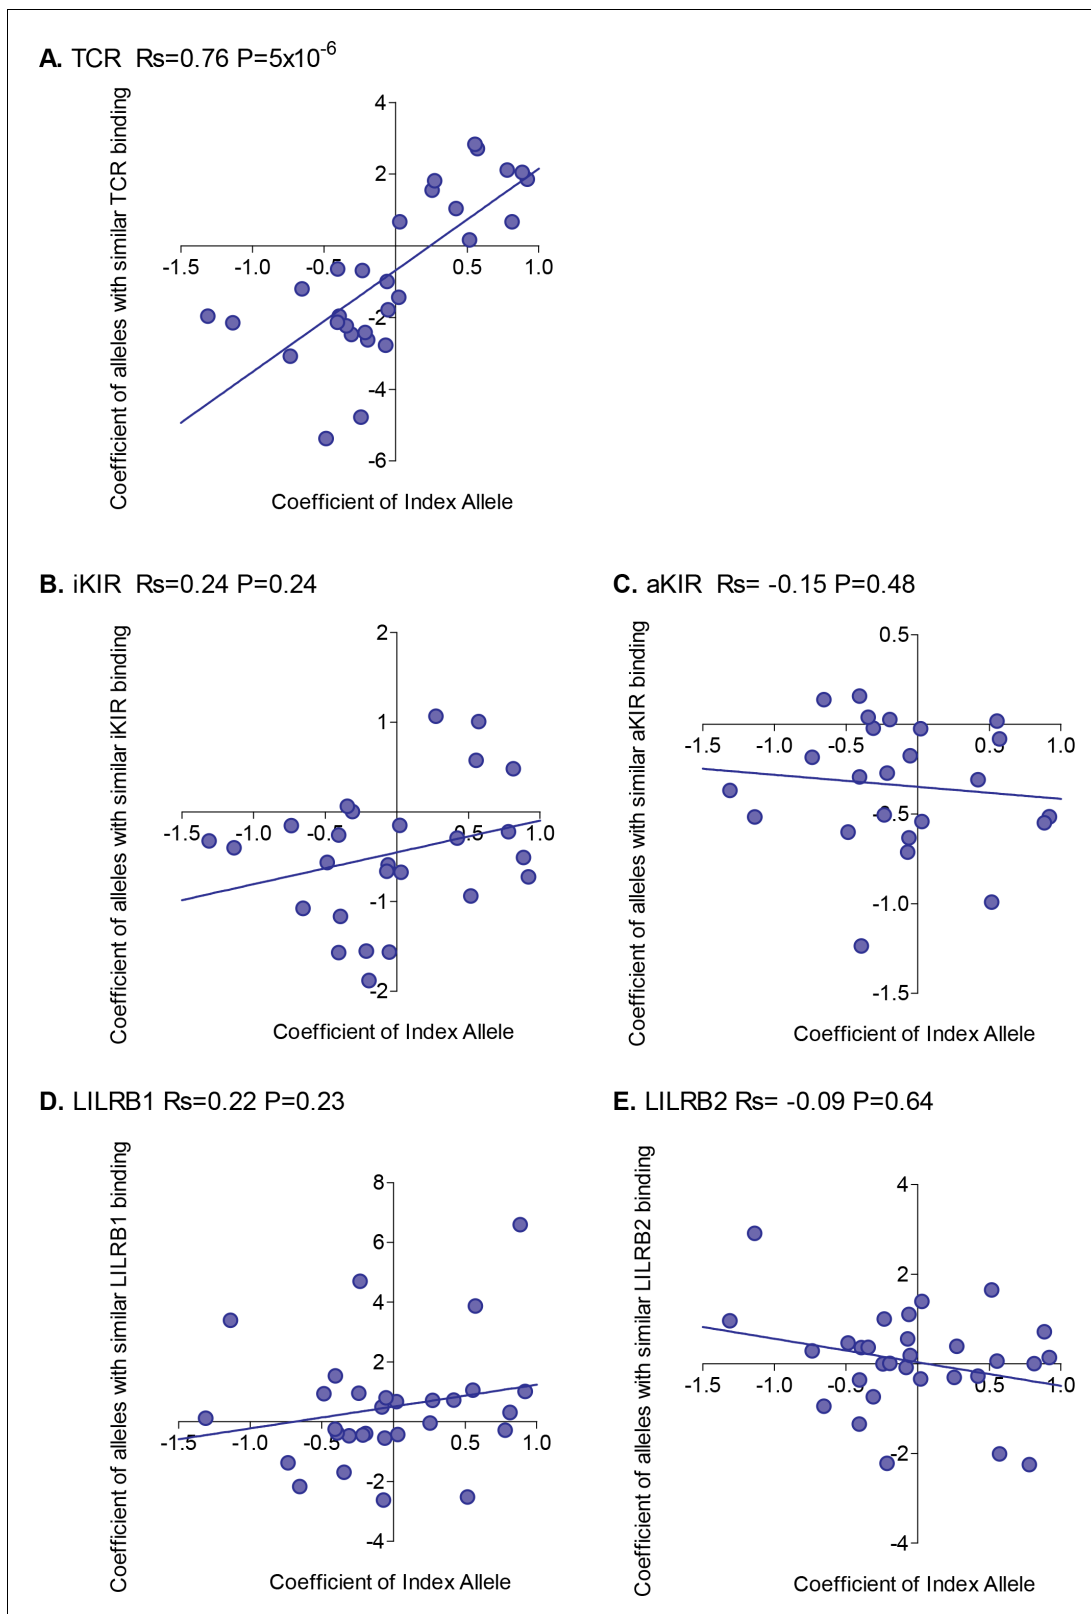 A. TCR Rs=0.76 P=5x10-6
Coefficient of alleles with similar TCR binding
4
2
-1.5 -1.0 -0.5 0.5 1.0
-2
-4
-6
Coefficient of Index Allele
B. iKIR Rs=0.24 P=0.24
Coefficient of alleles with similar iKIR binding
2
1
-1.5 -1.0 -0.5 0.5 1.0
-1
-2
Coefficient of Index Allele
C. aKIR Rs= -0.15 P=0.48
Coefficient of alleles with similar aKIR binding
0.5
-1.5 -1.0 -0.5 0.5 1.0
-0.5
-1.0
-1.5
Coefficient of Index Allele
D. LILRB1 Rs=0.22 P=0.23
Coefficient of alleles with similar LILRB1 binding
8
6
4
2
-1.5 -1.0 -0.5 0.5 1.0
-2
-4
Coefficient of Index Allele
E. LILRB2 Rs= -0.09 P=0.64
Coefficient of alleles with similar LILRB2 binding
4
2
-1.5 -1.0 -0.5 0.5 1.0
-2
-4
Coefficient of Index Allele